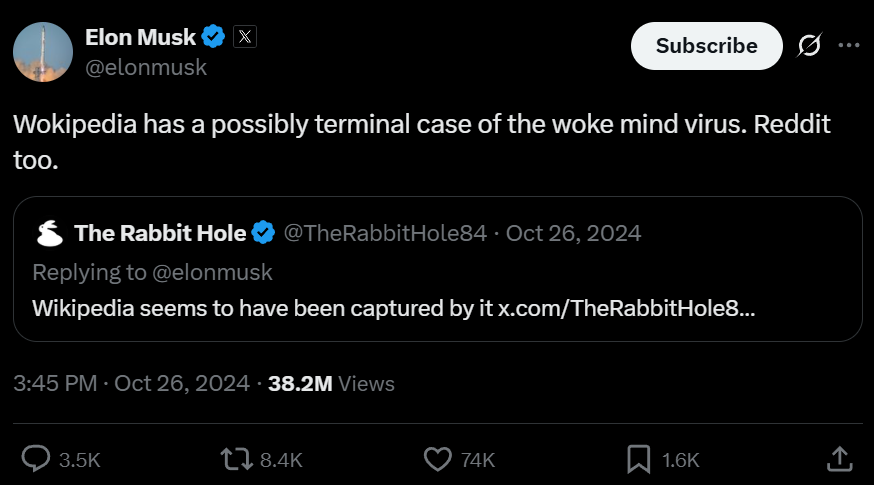 Elon Musk
Subscribe
@elonmusk
Wokipedia has a possibly terminal case of the woke mind virus. Reddit
too.
The Rabbit Hole @TheRabbitHole84 · Oct 26, 2024
Replying to @elonmusk
Wikipedia seems to have been captured by it x.com/TheRabbitHole8...
3:45 PM · Oct 26, 2024 · 38.2M Views
3.5K 8.4K 74K 1.6K